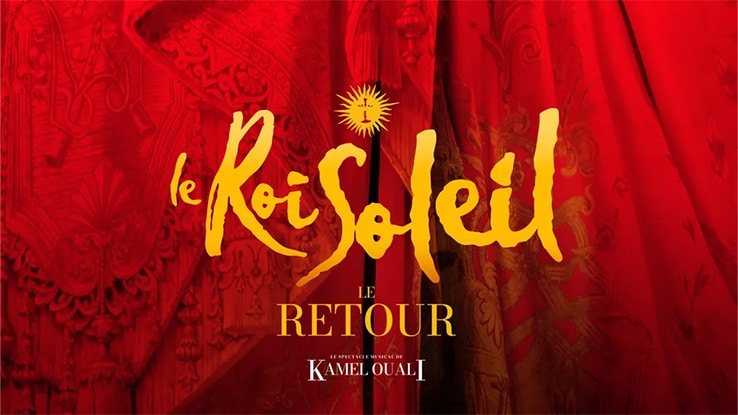 le Roi Soleil
LE
RETOUR
LE SPECTACLE MUSICAL DE
KAMEL OUALI